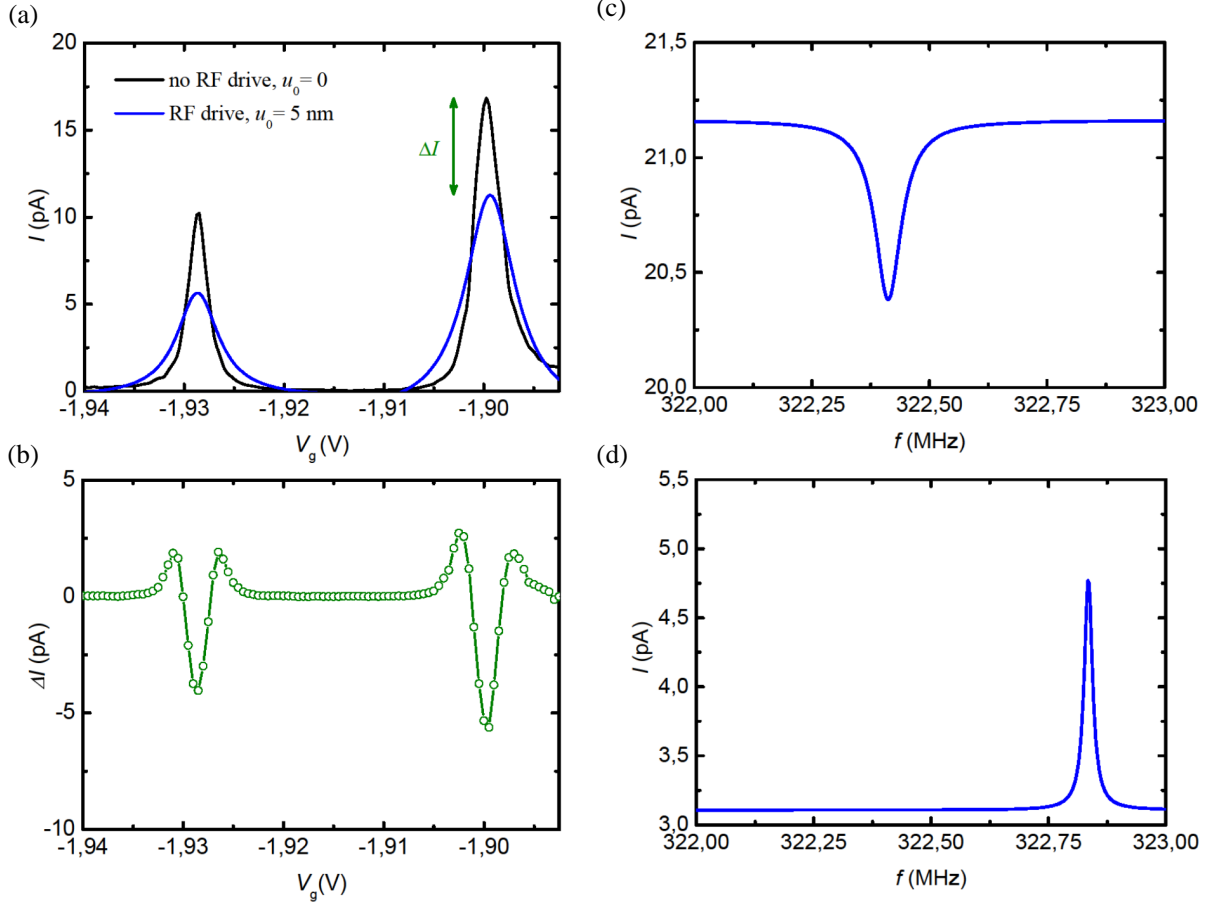 (a)
20
15
10
5
0
I (pA)
no RF drive, u0= 0
RF drive, u0= 5 nm
ΔI
-1,94
-1,93
-1,92
-1,91
-1,90
Vg (V)
(b)
5
0
-5
-10
ΔI (pA)
-1,94
-1,93
-1,92
-1,91
-1,90
Vg (V)
(c)
21,5
21,0
20,5
20,0
I (pA)
322,00
322,25
322,50
322,75
323,00
f (MHz)
(d)
5,5
5,0
4,5
4,0
3,5
3,0
I (pA)
322,00
322,25
322,50
322,75
323,00
f (MHz)